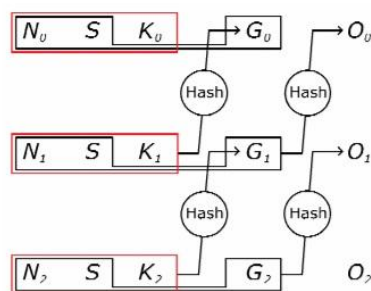 N₀ S K₀ G₀ O₀
Hash Hash
N₁ S K₁ G₁ O₁
Hash Hash
N₂ S K₂ G₂ O₂